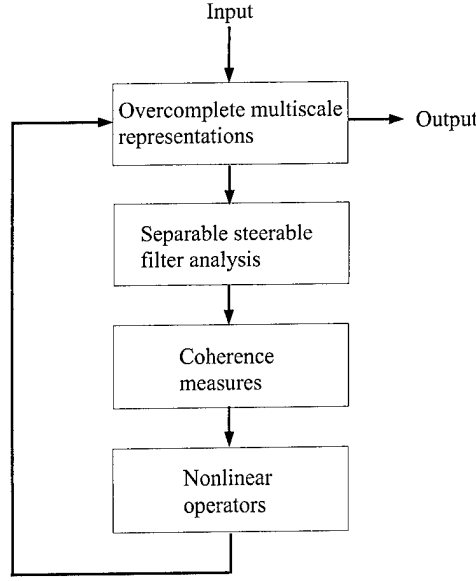 Input
Overcomplete multiscale
representations
Output
Separable steerable
filter analysis
Coherence
measures
Nonlinear
operators